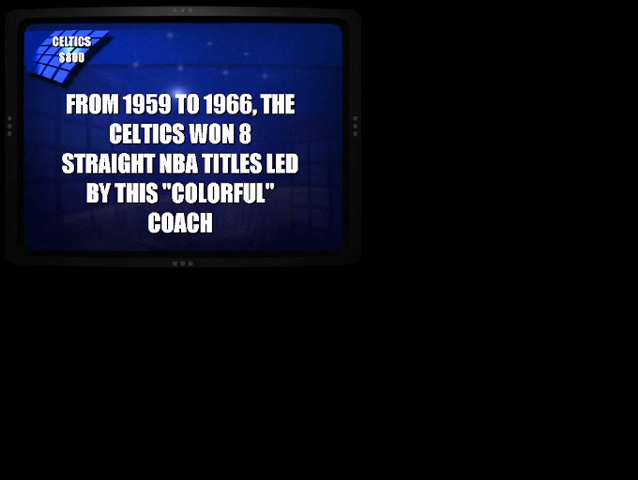 CELTICS
$800
FROM 1959 TO 1966, THE
CELTICS WON 8
STRAIGHT NBA TITLES LED
BY THIS "COLORFUL"
COACH